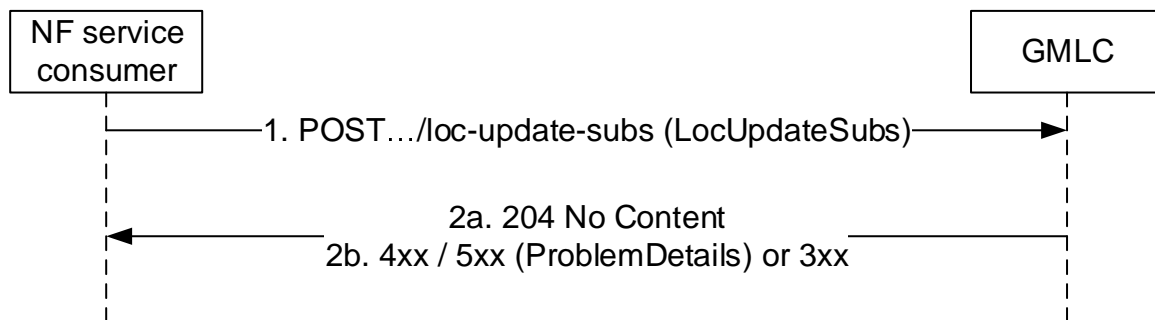 NF service
consumer
GMLC
1. POST…/loc-update-subs (LocUpdateSubs)
2a. 204 No Content
2b. 4xx / 5xx (ProblemDetails) or 3xx